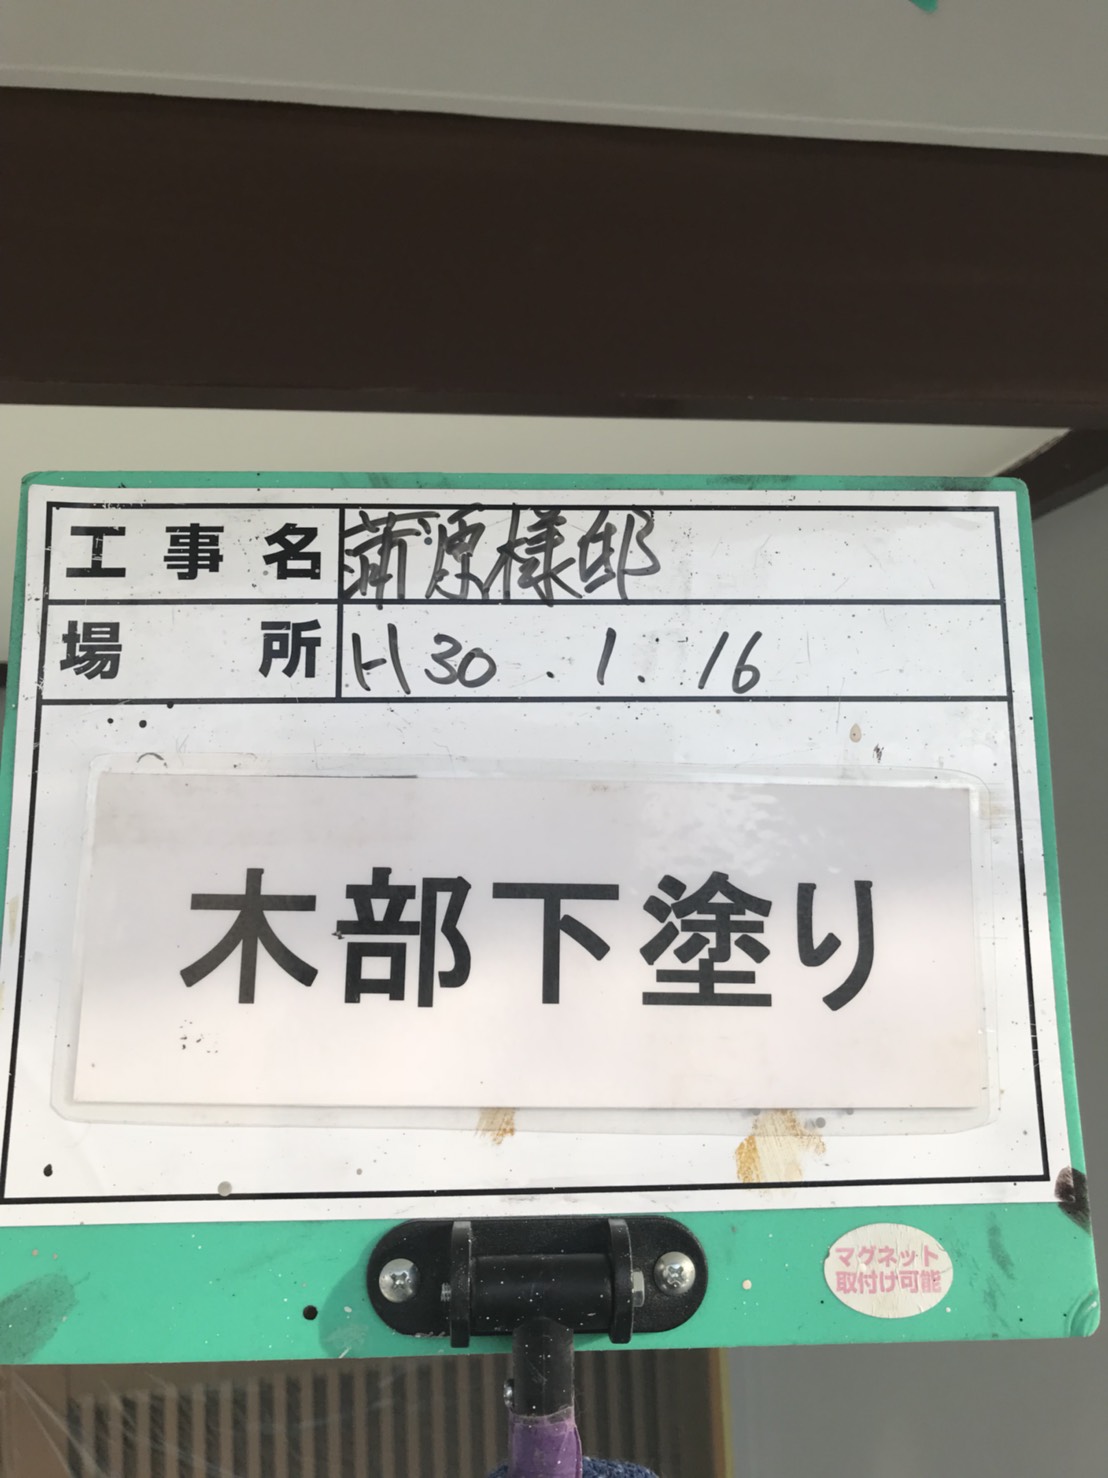 工事名 蒲原様邸
場所 H30.1.16
木部下塗り
マグネット
取付け可能